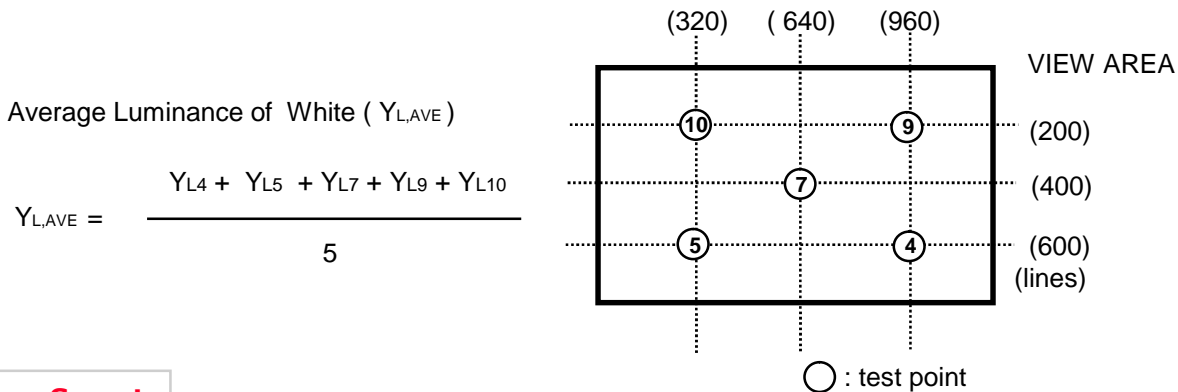 (320) ( 640) (960)
VIEW AREA
Average Luminance of White ( YL,AVE )
10 9 (200)
YL4 + YL5 + YL7 + YL9 + YL10
7 (400)
YL,AVE =
5
5 4 (600)
(lines)
: test point